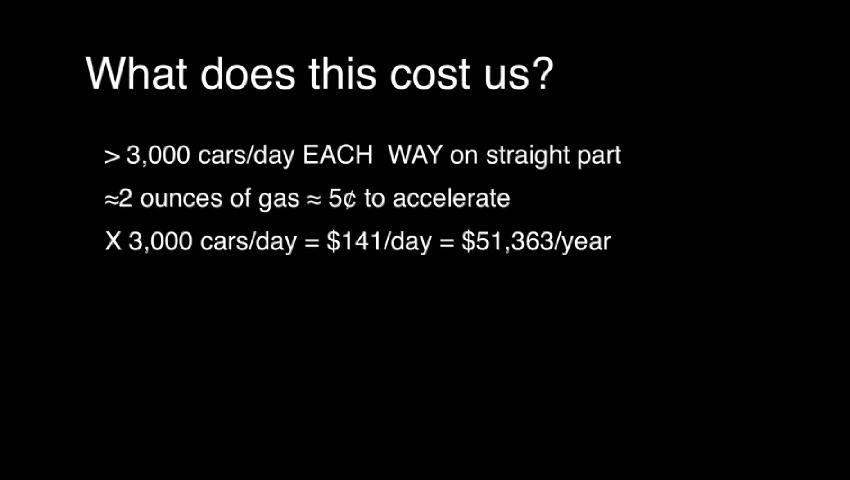 What does this cost us?
> 3,000 cars/day EACH  WAY on straight part
≈2 ounces of gas ≈ 5¢ to accelerate
X 3,000 cars/day = $141/day = $51,363/year